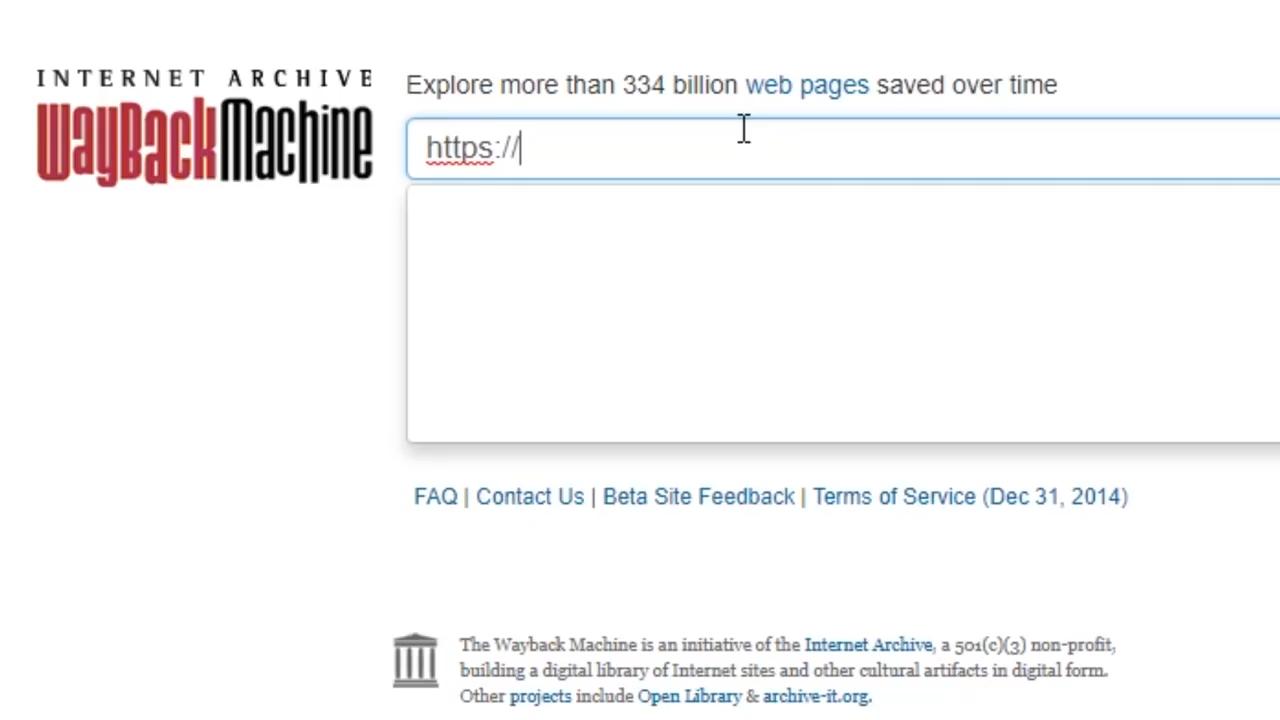 INTERNET ARCHIVE
WayBack Machine
Explore more than 334 billion web pages saved over time
https://
FAQ | Contact Us | Beta Site Feedback | Terms of Service (Dec 31, 2014)
The Wayback Machine is an initiative of the Internet Archive, a 501(c)(3) non-profit,
building a digital library of Internet sites and other cultural artifacts in digital form.
Other projects include Open Library & archive-it.org.